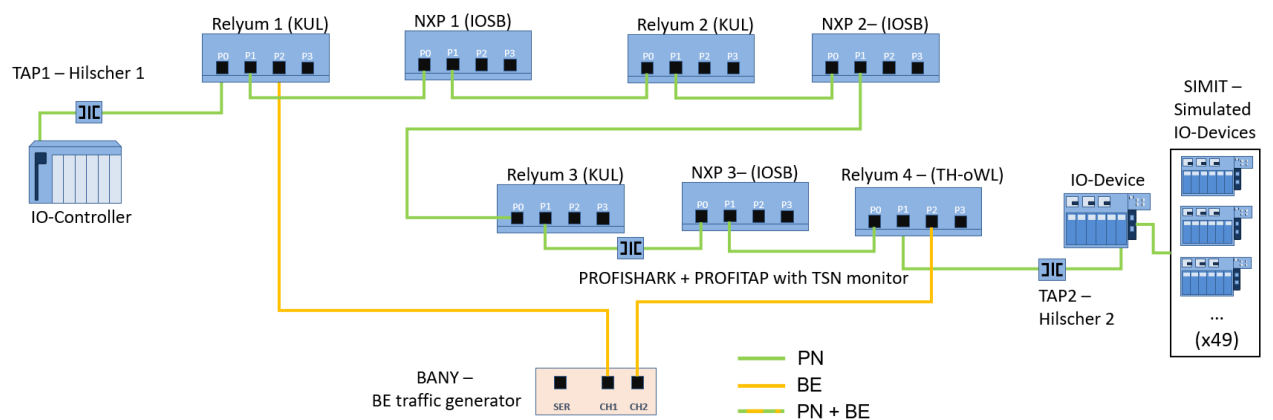 Relyum 1 (KUL)
NXP 1 (IOSB)
Relyum 2 (KUL)
NXP 2– (IOSB)
P0 P1 P2 P3
P0 P1 P2 P3
P0 P1 P2 P3
P0 P1 P2 P3
TAP1 – Hilscher 1
IO-Controller
SIMIT –
Simulated
IO-Devices
Relyum 3 (KUL)
NXP 3– (IOSB)
Relyum 4 – (TH-oWL)
IO-Device
P0 P1 P2 P3
P0 P1 P2 P3
P0 P1 P2 P3
PROFISHARK + PROFITAP with TSN monitor
TAP2 –
Hilscher 2
...
(x49)
BANY –
BE traffic generator
SER CH1 CH2
PN
BE
PN + BE